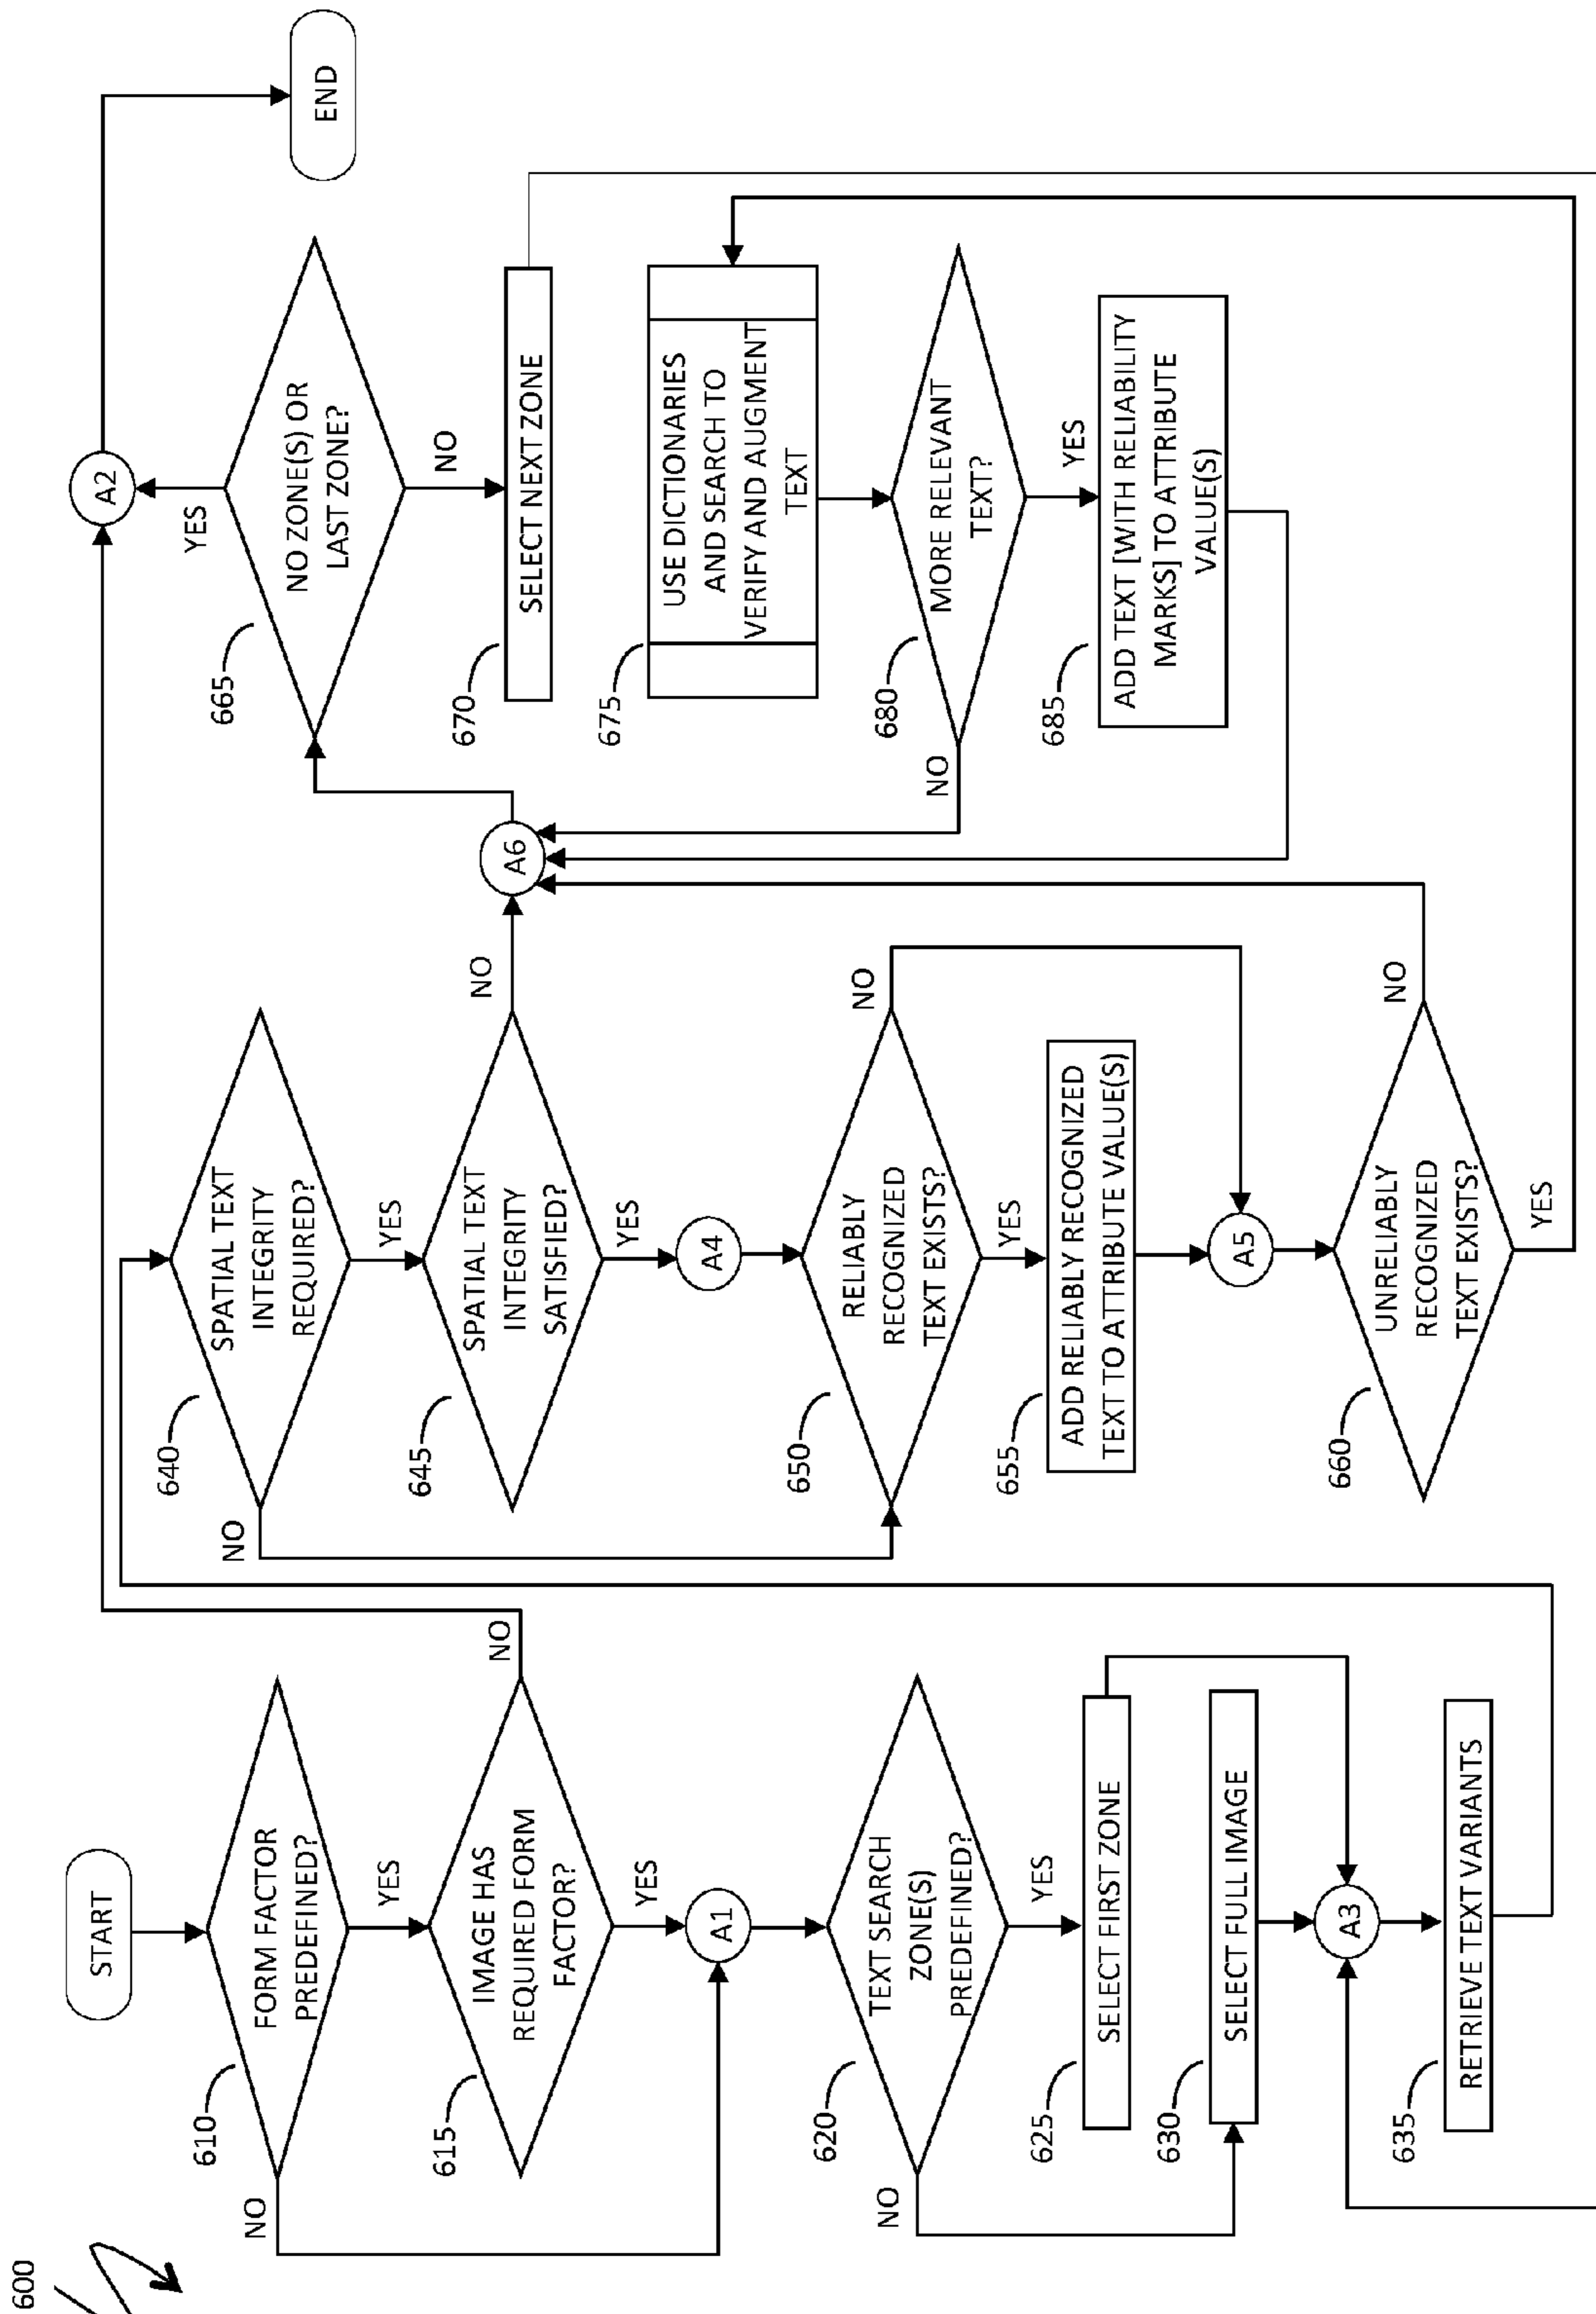 600
START
610
FORM FACTOR
PREDEFINED?
NO
YES
615
IMAGE HAS
REQUIRED FORM
FACTOR?
NO
YES
A1
620
TEXT SEARCH
ZONE(S)
PREDEFINED?
NO
YES
625
SELECT FIRST ZONE
630
SELECT FULL IMAGE
A3
635
RETRIEVE TEXT VARIANTS
640
SPATIAL TEXT
INTEGRITY
REQUIRED?
NO
YES
645
SPATIAL TEXT
INTEGRITY
SATISFIED?
NO
YES
A4
650
RELIABLY
RECOGNIZED
TEXT EXISTS?
NO
YES
655
ADD RELIABLY RECOGNIZED
TEXT TO ATTRIBUTE VALUE(S)
A5
660
UNRELIABLY
RECOGNIZED
TEXT EXISTS?
NO
YES
A6
A2
END
YES
665
NO ZONE(S) OR
LAST ZONE?
NO
670
SELECT NEXT ZONE
675
USE DICTIONARIES
AND SEARCH TO
VERIFY AND AUGMENT
TEXT
680
MORE RELEVANT
TEXT?
NO
YES
685
ADD TEXT [WITH RELIABILITY
MARKS] TO ATTRIBUTE
VALUE(S)